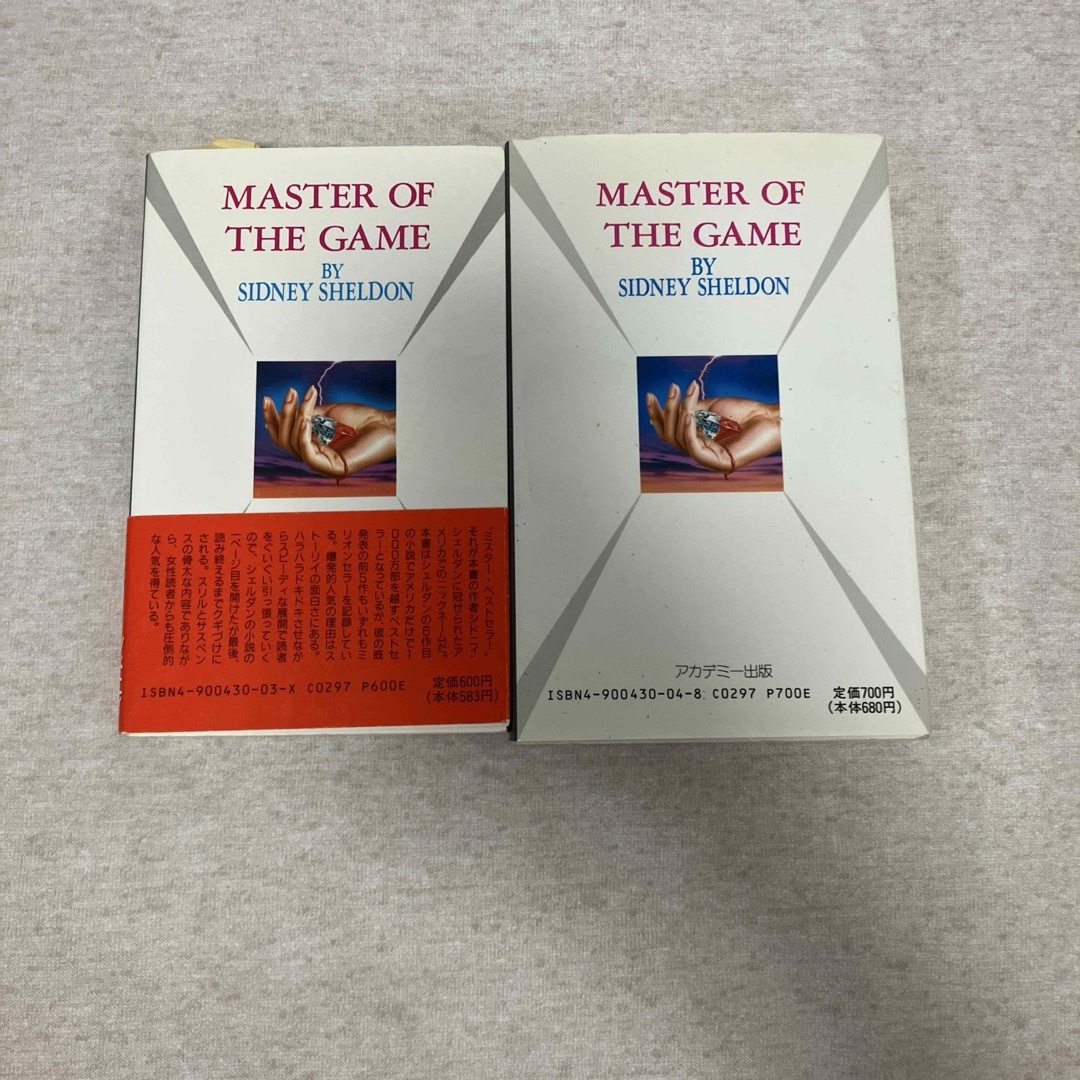 MASTER OF
THE GAME
BY
SIDNEY SHELDON
"ミスター・ベストセラー"
それが本書の作者シドニィ・
シェルダンに冠せられたア
メリカでのニックネームだ。
本書はシェルダンの6作目
の小説でアメリカだけで1
000万部を越すベストセ
ラーとなっているが、彼の既
発表の前5作もいずれもミ
リオンセラーを記録してい
る。爆発的人気の理由はス
トーリイの面白さにある。
ハラハラドキドキさせなが
らスピーディな展開で読者
をぐいぐい引っ張っていく
ので、シェルダンの小説の
一ページ目を開けたが最後、
読み終えるまでクギづけに
される。スリルとサスペン
スの骨太な内容でありなが
ら、女性読者からも圧倒的
な人気を得ている。
ISBN4-900430-03-X C0297 P600E
定価600円
(本体583円)
MASTER OF
THE GAME
BY
SIDNEY SHELDON
アカデミー出版
ISBN4-900430-04-8 C0297 P700E
定価700円
(本体680円)